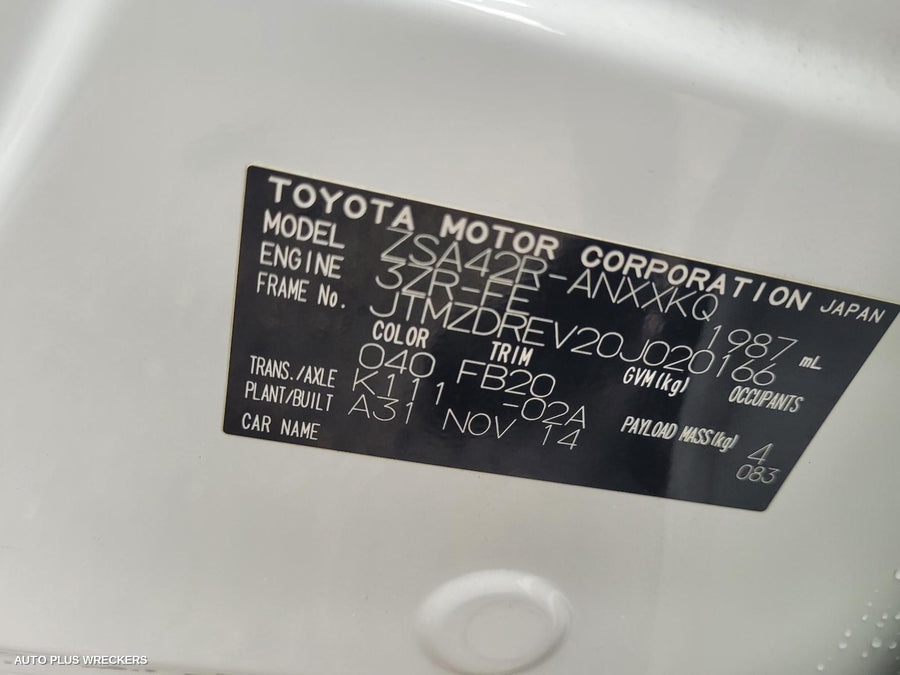 TOYOTA MOTOR CORPORATION JAPAN
MODEL ZSA42R-ANXXKQ
ENGINE 3ZR-FE 1987 mL
FRAME No. JTMZDREV20J020166
COLOR TRIM GVM(kg) OCCUPANTS
040 FB20
TRANS./AXLE K111 -02A PAYLOAD MASS(kg) 4
PLANT/BUILT A31 NOV 14 083
CAR NAME
AUTO PLUS WRECKERS